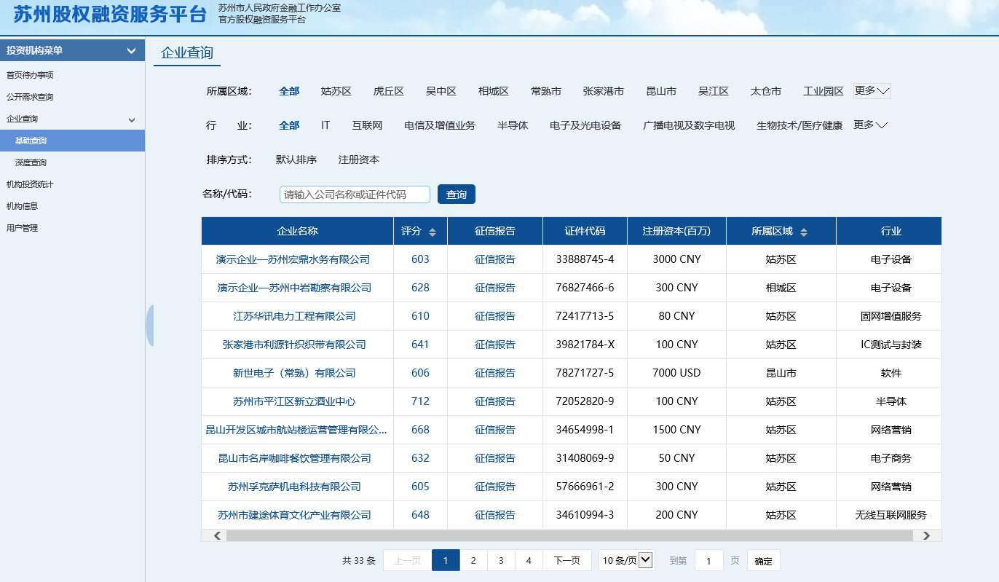 苏州股权融资服务平台
苏州市人民政府金融工作办公室
官方股权融资服务平台
投资机构菜单
首页待办事项
公开需求查询
企业查询
基础查询
深度查询
机构投资统计
机构信息
用户管理
企业查询
所属区域： 全部 姑苏区 虎丘区 吴中区 相城区 常熟市 张家港市 昆山市 吴江区 太仓市 工业园区 更多
行 业： 全部 IT 互联网 电信及增值业务 半导体 电子及光电设备 广播电视及数字电视 生物技术/医疗健康 更多
排序方式： 默认排序 注册资本
名称/代码： 请输入公司名称或证件代码 查询
企业名称 评分 征信报告 证件代码 注册资本(百万) 所属区域 行业
演示企业—苏州宏鼎水务有限公司 603 征信报告 33888745-4 3000 CNY 姑苏区 电子设备
演示企业—苏州中岩勘察有限公司 628 征信报告 76827466-6 300 CNY 相城区 电子设备
江苏华讯电力工程有限公司 610 征信报告 72417713-5 80 CNY 姑苏区 固网增值服务
张家港市利源针织织带有限公司 641 征信报告 39821784-X 100 CNY 姑苏区 IC测试与封装
新世电子（常熟）有限公司 606 征信报告 78271727-5 7000 USD 昆山市 软件
苏州市平江区新立酒业中心 712 征信报告 72052820-9 100 CNY 姑苏区 半导体
昆山开发区城市航站楼运营管理有限公... 668 征信报告 34654998-1 1500 CNY 姑苏区 网络营销
昆山市名岸咖啡餐饮管理有限公司 632 征信报告 31408069-9 50 CNY 姑苏区 电子商务
苏州孚克萨机电科技有限公司 605 征信报告 57666961-2 300 CNY 姑苏区 网络营销
苏州市建途体育文化产业有限公司 648 征信报告 34610994-3 200 CNY 姑苏区 无线互联网服务
共 33 条 上一页 1 2 3 4 下一页 10 条/页 到第 1 页 确定